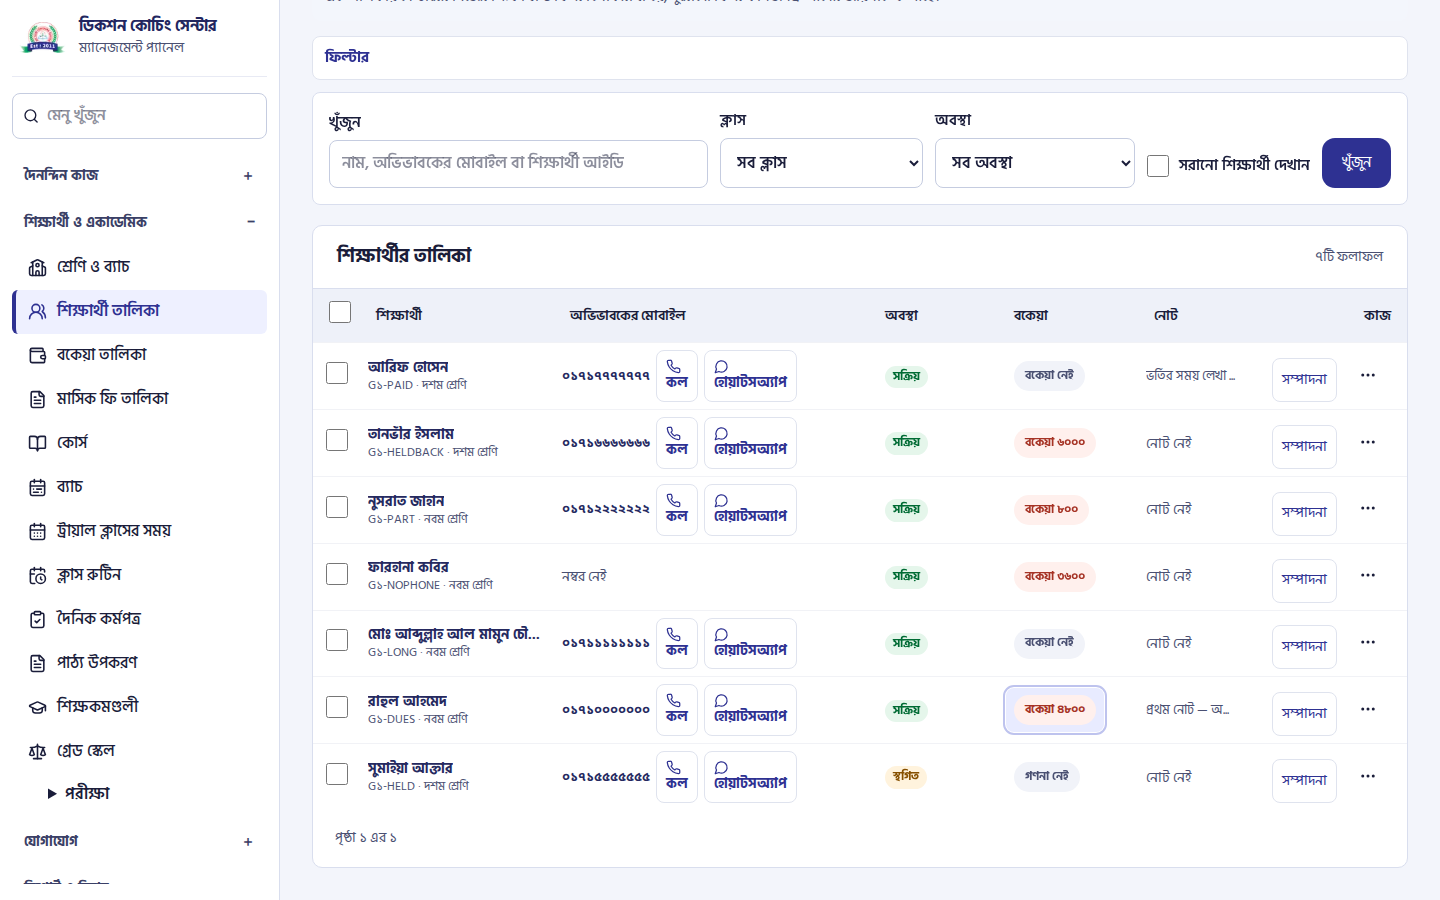 ডিকশন কোচিং সেন্টার
ম্যানেজমেন্ট প্যানেল
Est : 2011
মেনু খুঁজুন
দৈনন্দিন কাজ +
শিক্ষার্থী ও একাডেমিক −
শ্রেণি ও ব্যাচ
শিক্ষার্থী তালিকা
বকেয়া তালিকা
মাসিক ফি তালিকা
কোর্স
ব্যাচ
ট্রায়াল ক্লাসের সময়
ক্লাস রুটিন
দৈনিক কর্মপত্র
পাঠ্য উপকরণ
শিক্ষকমণ্ডলী
গ্রেড স্কেল
পরীক্ষা
যোগাযোগ +
ফিল্টার
খুঁজুন ক্লাস অবস্থা
নাম, অভিভাবকের মোবাইল বা শিক্ষার্থী আইডি সব ক্লাস সব অবস্থা সরানো শিক্ষার্থী দেখান খুঁজুন
শিক্ষার্থীর তালিকা ৭টি ফলাফল
শিক্ষার্থী অভিভাবকের মোবাইল অবস্থা বকেয়া নোট কাজ
আরিফ হোসেন ০১৭১৭৭৭৭৭৭৭ কল হোয়াটসঅ্যাপ সক্রিয় বকেয়া নেই ভর্তির সময় লেখা ... সম্পাদনা ...
G১-PAID · দশম শ্রেণি
তানভীর ইসলাম ০১৭১৬৬৬৬৬৬৬ কল হোয়াটসঅ্যাপ সক্রিয় বকেয়া ৬০০০ নোট নেই সম্পাদনা ...
G১-HELDBACK · দশম শ্রেণি
নুসরাত জাহান ০১৭১২২২২২২২ কল হোয়াটসঅ্যাপ সক্রিয় বকেয়া ৮০০ নোট নেই সম্পাদনা ...
G১-PART · নবম শ্রেণি
ফারহানা কবির নম্বর নেই সক্রিয় বকেয়া ৩৬০০ নোট নেই সম্পাদনা ...
G১-NOPHONE · নবম শ্রেণি
মোঃ আব্দুল্লাহ আল মামুন চৌ... ০১৭১১১১১১১১ কল হোয়াটসঅ্যাপ সক্রিয় বকেয়া নেই নোট নেই সম্পাদনা ...
G১-LONG · নবম শ্রেণি
রাহুল আহমেদ ০১৭১০০০০০০০ কল হোয়াটসঅ্যাপ সক্রিয় বকেয়া ৪৮০০ প্রথম নোট — অ... সম্পাদনা ...
G১-DUES · নবম শ্রেণি
সুমাইয়া আক্তার ০১৭১৫৫৫৫৫৫৫ কল হোয়াটসঅ্যাপ স্থগিত গণনা নেই নোট নেই সম্পাদনা ...
G১-HELD · দশম শ্রেণি
পৃষ্ঠা ১ এর ১